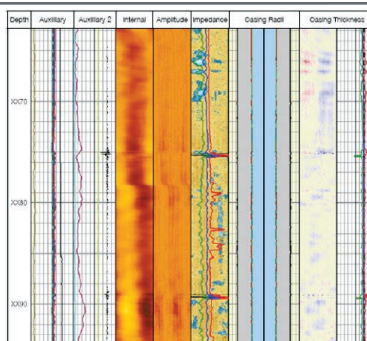 Depth Auxiliary Auxiliary 2 Internal Amplitude Impedance Casing Radii Casing Thickness
XX70
XX80
XX90